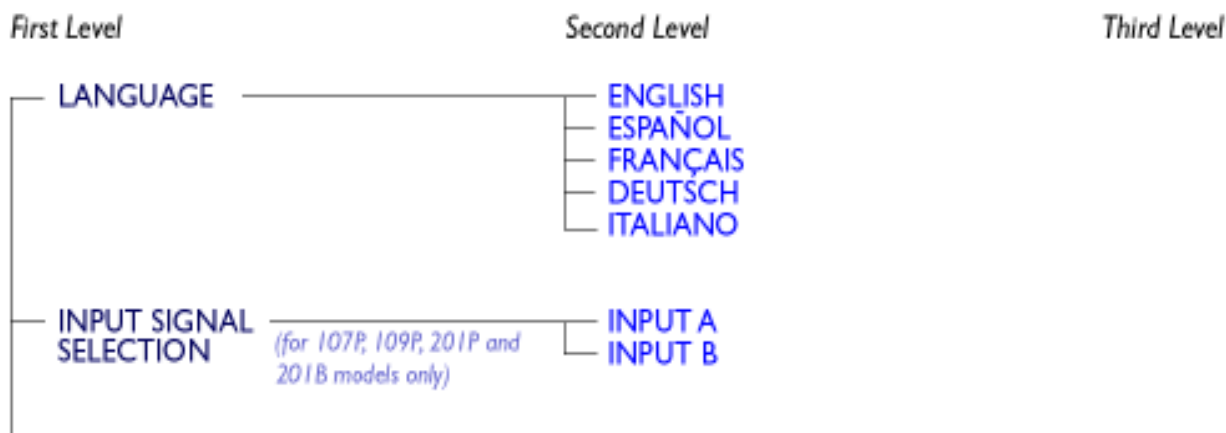 First Level Second Level Third Level
LANGUAGE ENGLISH
ESPAÑOL
FRANÇAIS
DEUTSCH
ITALIANO
INPUT SIGNAL INPUT A
SELECTION (for 107P, 109P, 201P and INPUT B
201B models only)